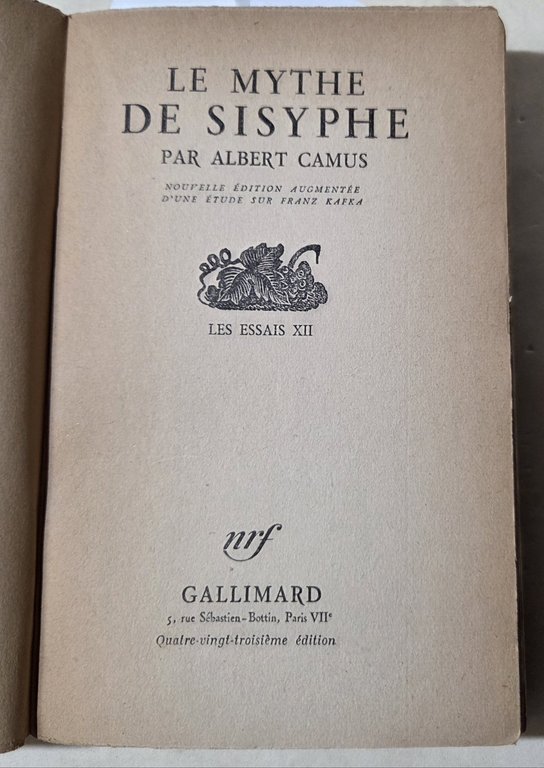 LE MYTHE
DE SISYPHE
PAR ALBERT CAMUS
NOUVELLE ÉDITION AUGMENTÉE
D'UNE ÉTUDE SUR FRANZ KAFKA
LES ESSAIS XII
nrf
GALLIMARD
5, rue Sébastien-Bottin, Paris VIIe
Quatre-vingt-troisième édition